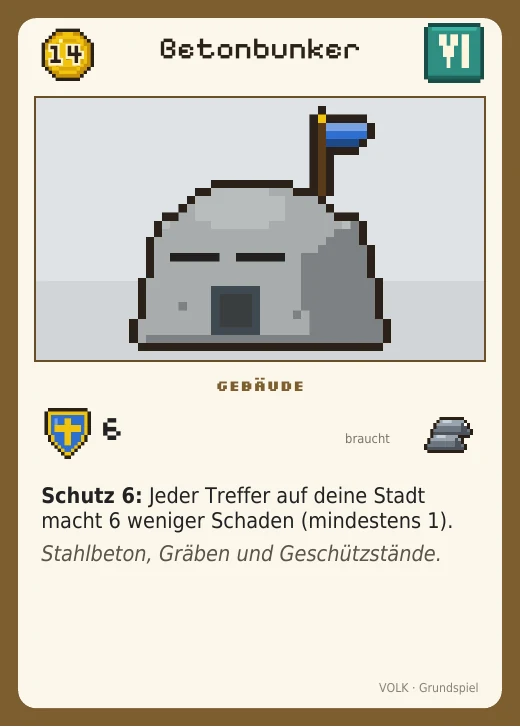 14
Betonbunker
VI
GEBÄUDE
6
braucht
Schutz 6: Jeder Treffer auf deine Stadt
macht 6 weniger Schaden (mindestens 1).
Stahlbeton, Gräben und Geschützstände.
VOLK · Grundspiel